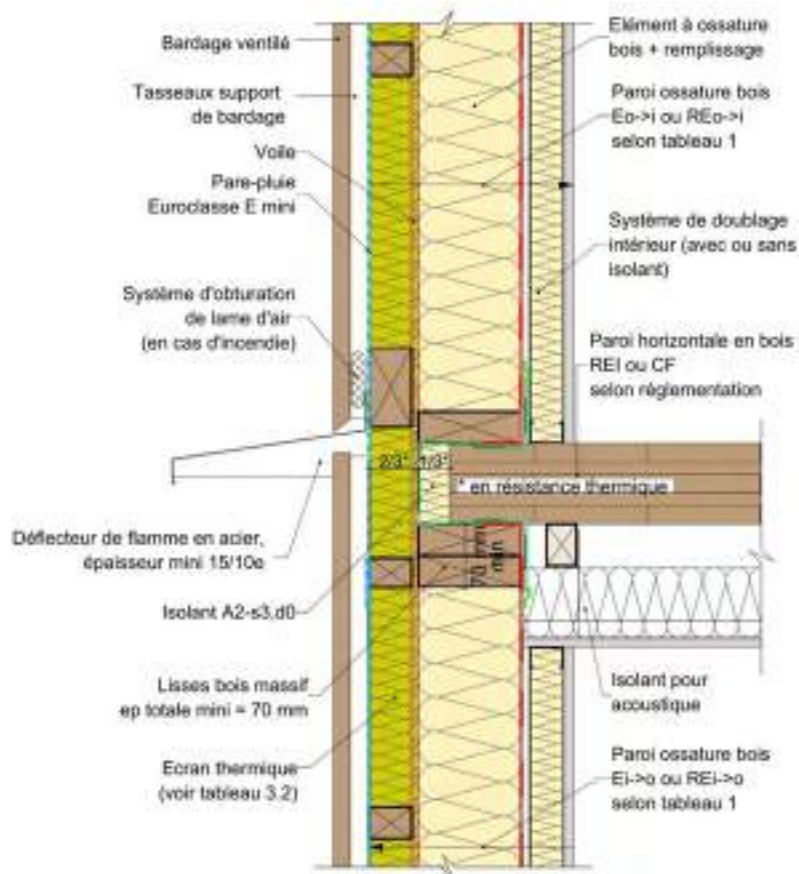 Bardage ventilé
Tasseaux support
de bardage
Voile
Pare-pluie
Euroclasse E mini
Système d'obturation
de lame d'air
(en cas d'incendie)
Déflecteur de flamme en acier,
épaisseur mini 15/10e
Isolant A2-s3,d0
Lisses bois massif
ep totale mini = 70 mm
Ecran thermique
(voir tableau 3.2)
2/3*
1/3*
* en résistance thermique
70 mm
min
Elément à ossature
bois + remplissage
Paroi ossature bois
Eo->i ou REo->i
selon tableau 1
Système de doublage
intérieur (avec ou sans
isolant)
Paroi horizontale en bois
REI ou CF
selon réglementation
Isolant pour
acoustique
Paroi ossature bois
Ei->o ou REi->o
selon tableau 1